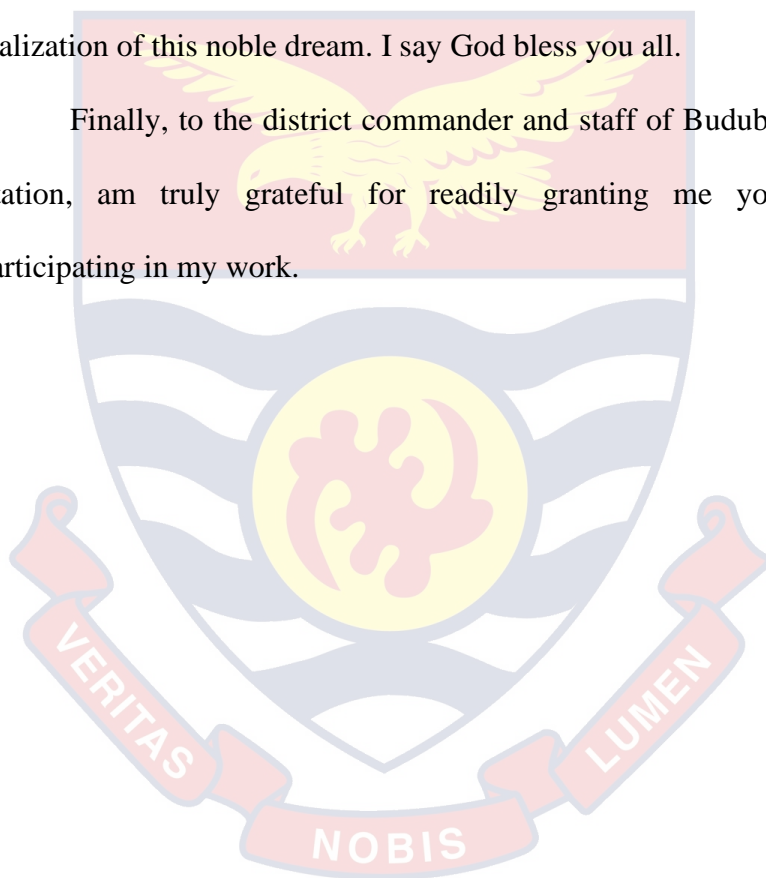 alization of this noble dream. I say God bless you all.
Finally, to the district commander and staff of Budub
tation, am truly grateful for readily granting me yo
articipating in my work.
VERITAS
NOBIS
LUMEN